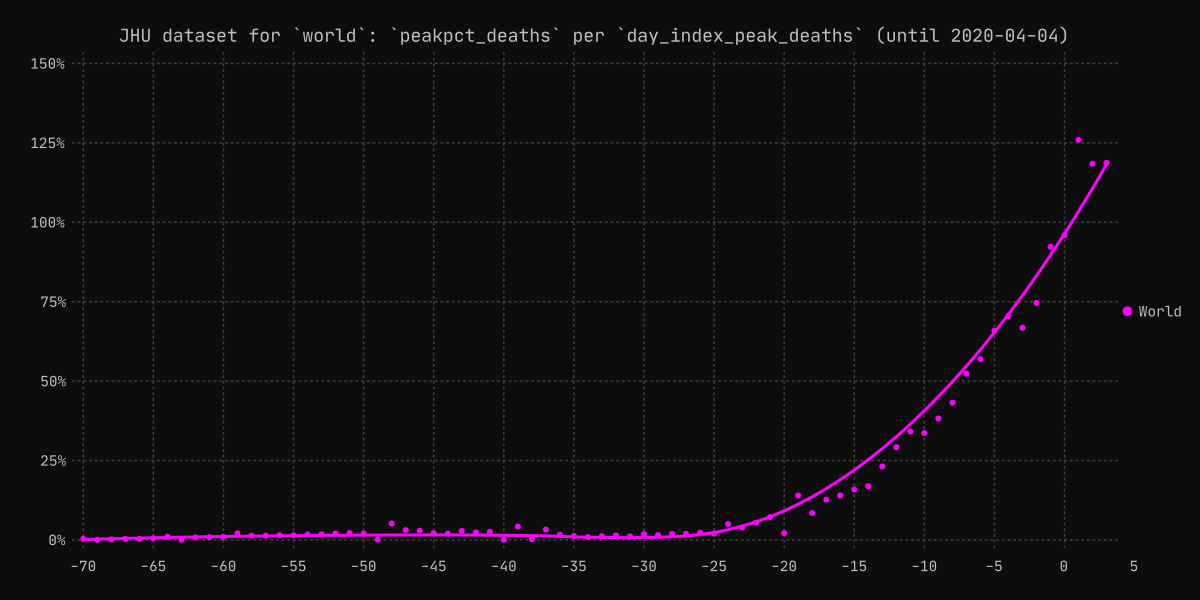 JHU dataset for `world`: `peakpct_deaths` per `day_index_peak_deaths` (until 2020-04-04)
150%
125%
100%
75%
50%
25%
0%
World
-70 -65 -60 -55 -50 -45 -40 -35 -30 -25 -20 -15 -10 -5 0 5